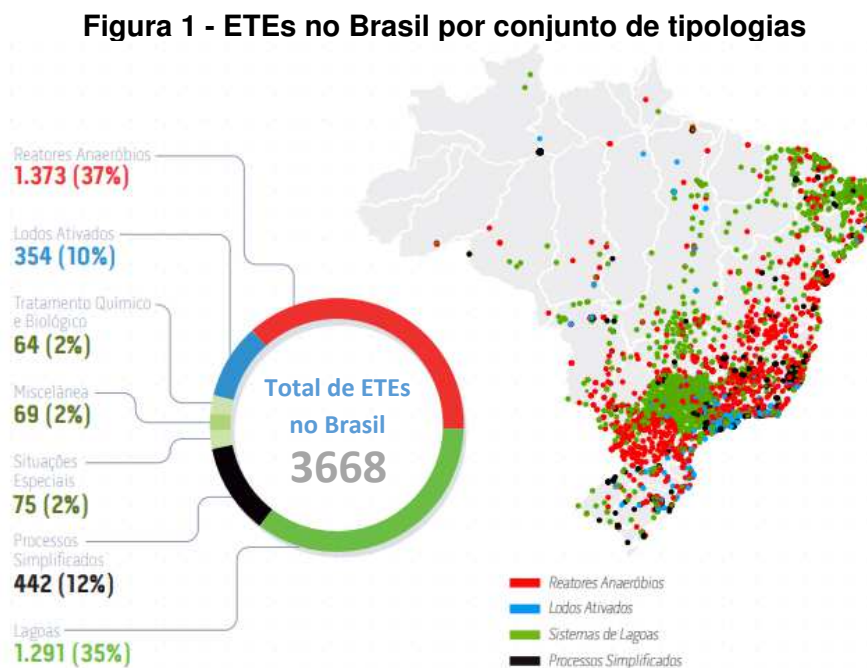 Figura 1 - ETEs no Brasil por conjunto de tipologias
Reatores Anaeróbios
1.373 (37%)
Lodos Ativados
354 (10%)
Tratamento Químico
e Biológico
64 (2%)
Miscelânea
69 (2%)
Situações
Especiais
75 (2%)
Processos
Simplificados
442 (12%)
Lagoas
1.291 (35%)
Total de ETEs
no Brasil
3668
Reatores Anaeróbios
Lodos Ativados
Sistemas de Lagoas
Processos Simplificados